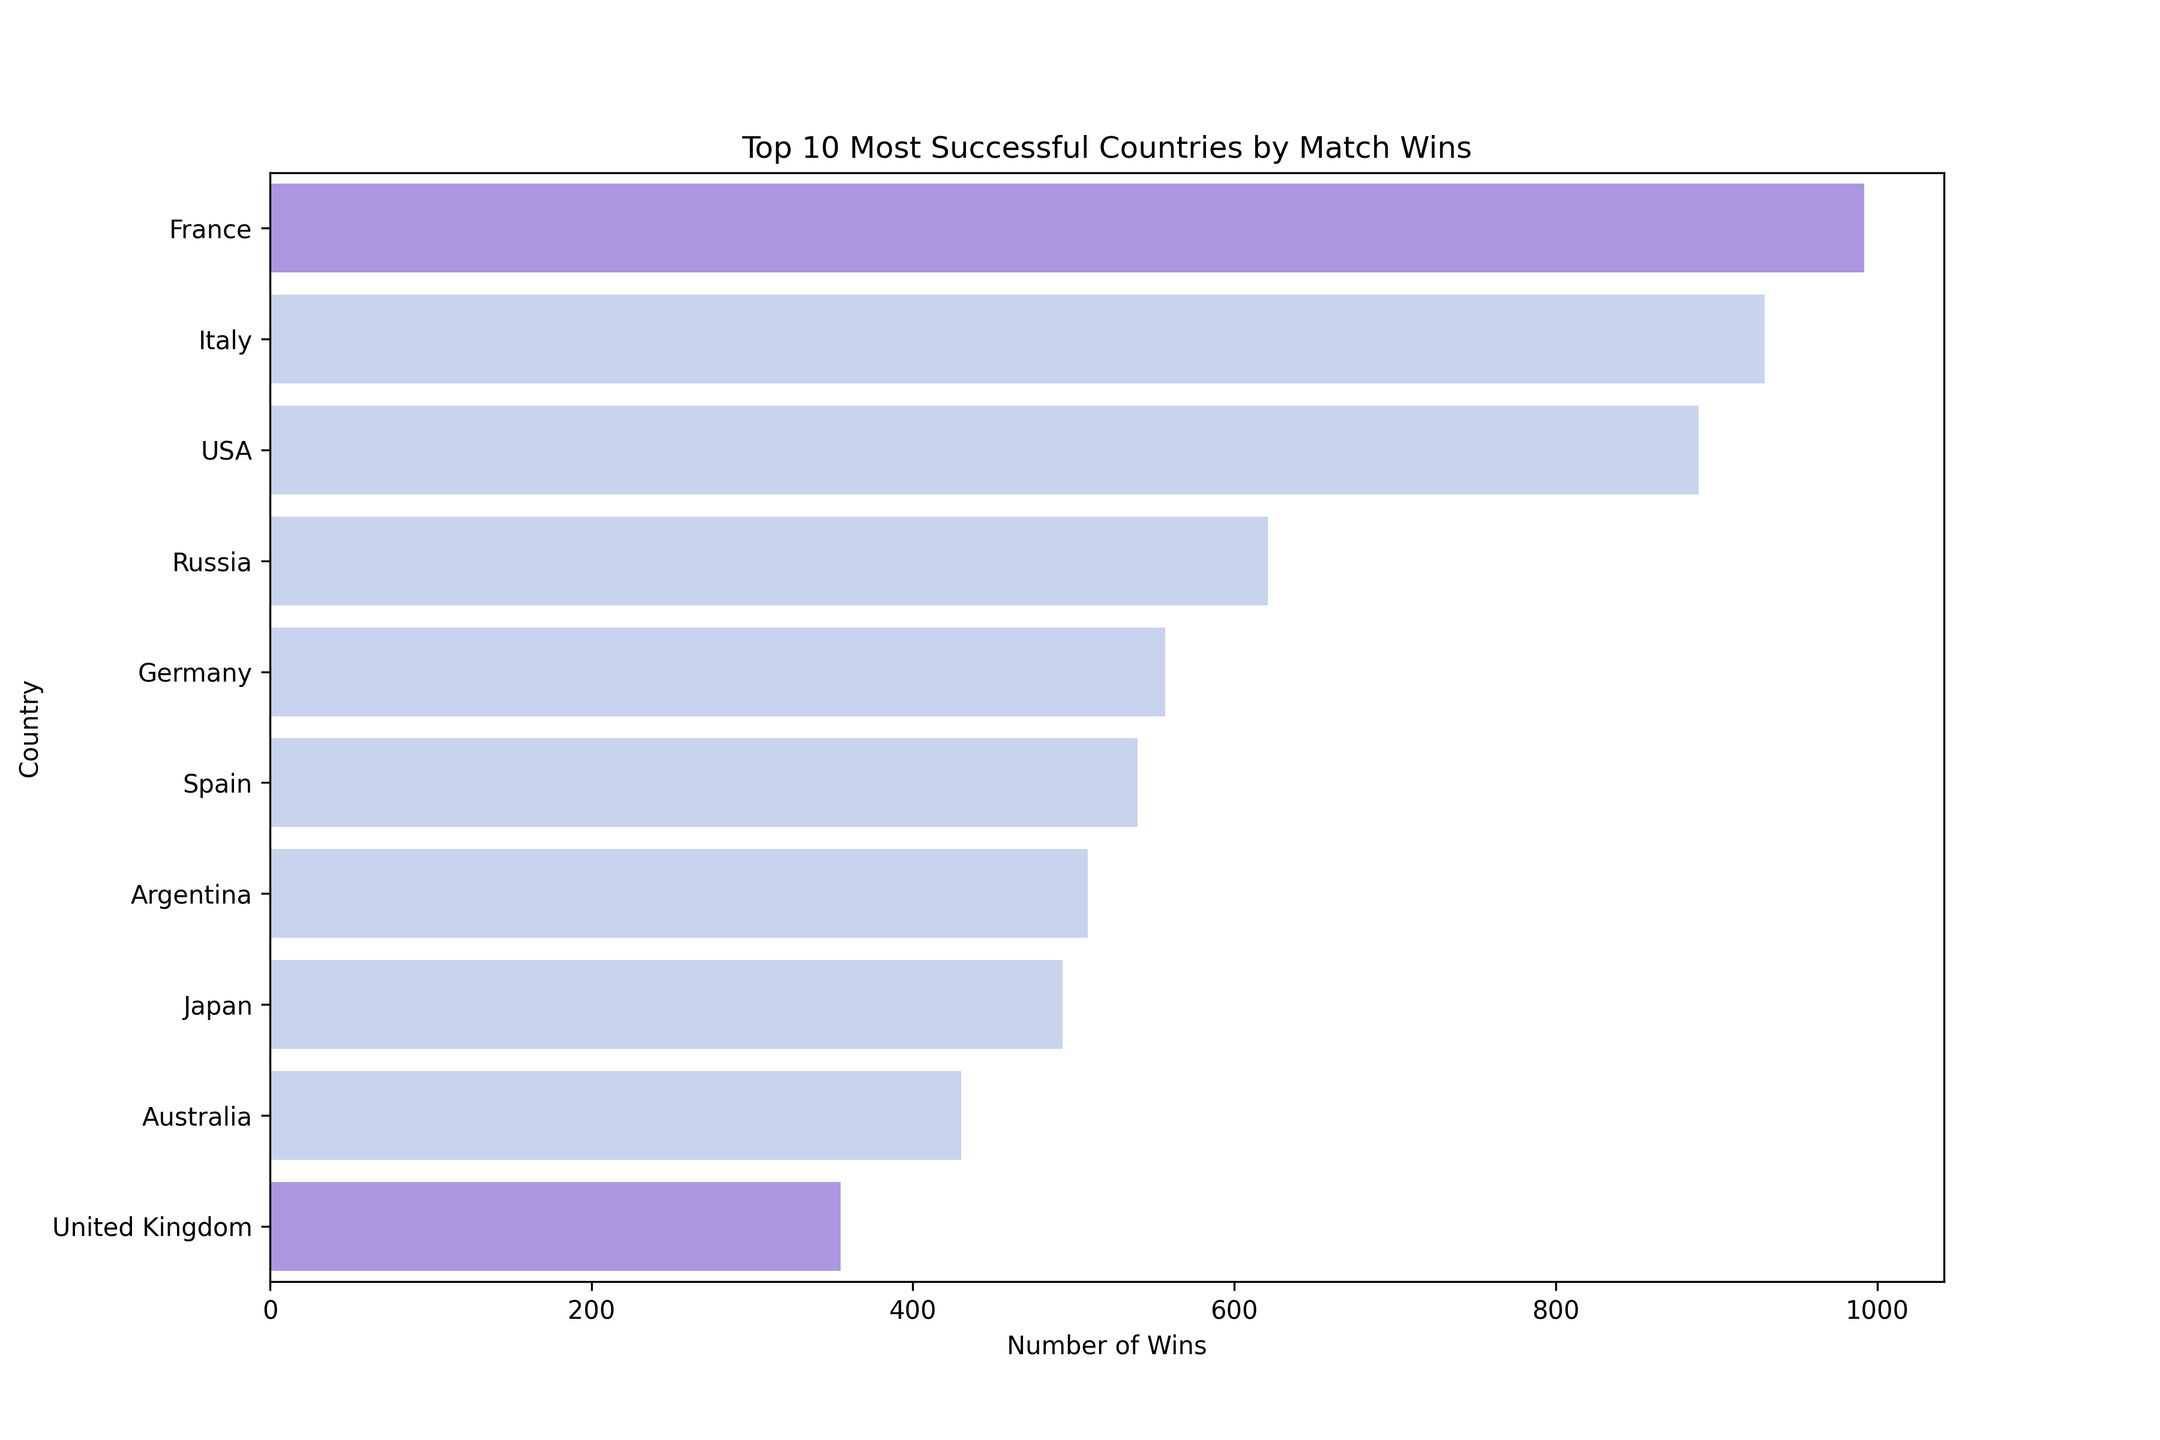 Top 10 Most Successful Countries by Match Wins
France
Italy
USA
Russia
Germany
Spain
Argentina
Japan
Australia
United Kingdom
Country
0 200 400 600 800 1000
Number of Wins